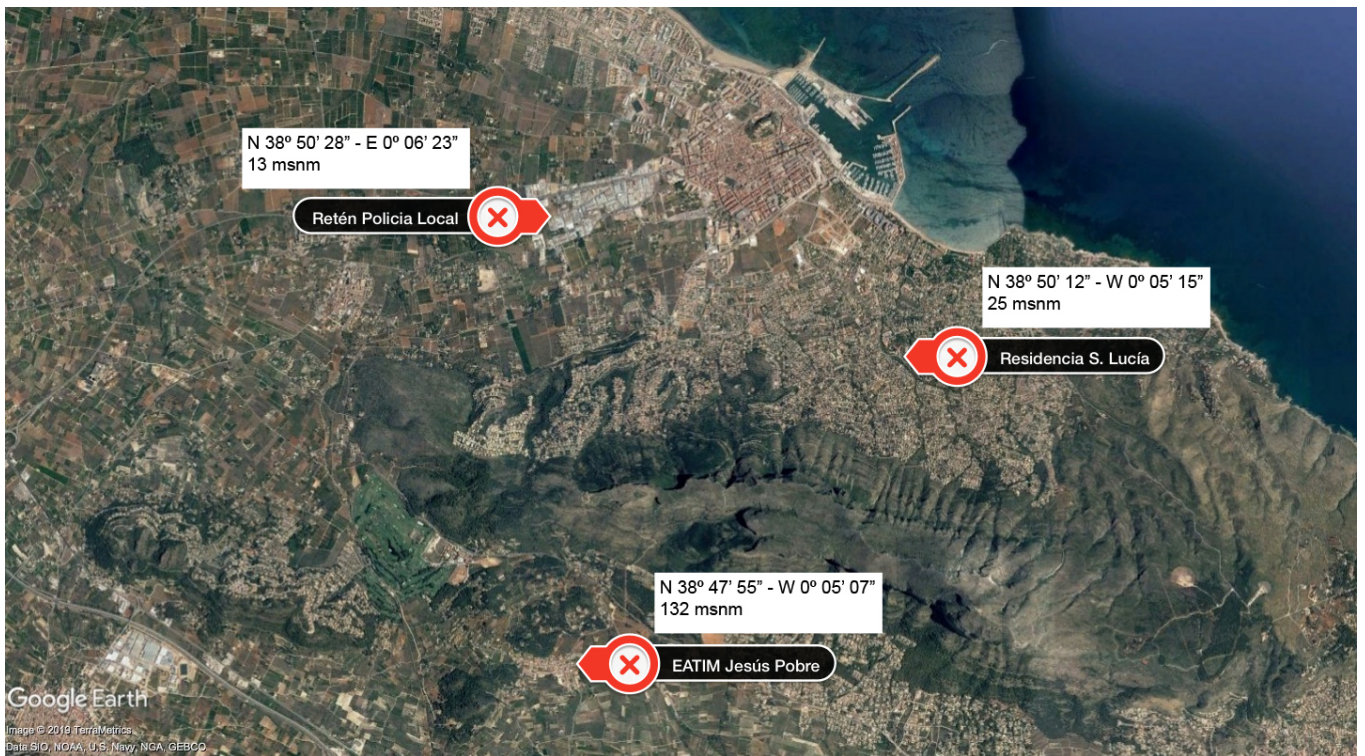 N 38º 50’ 28” - E 0º 06’ 23”
13 msnm
Retén Policia Local
N 38º 50’ 12” - W 0º 05’ 15”
25 msnm
Residencia S. Lucía
N 38º 47’ 55” - W 0º 05’ 07”
132 msnm
EATIM Jesús Pobre
Google Earth
Image © 2019 TerraMetrics
Data SIO, NOAA, U.S. Navy, NGA, GEBCO